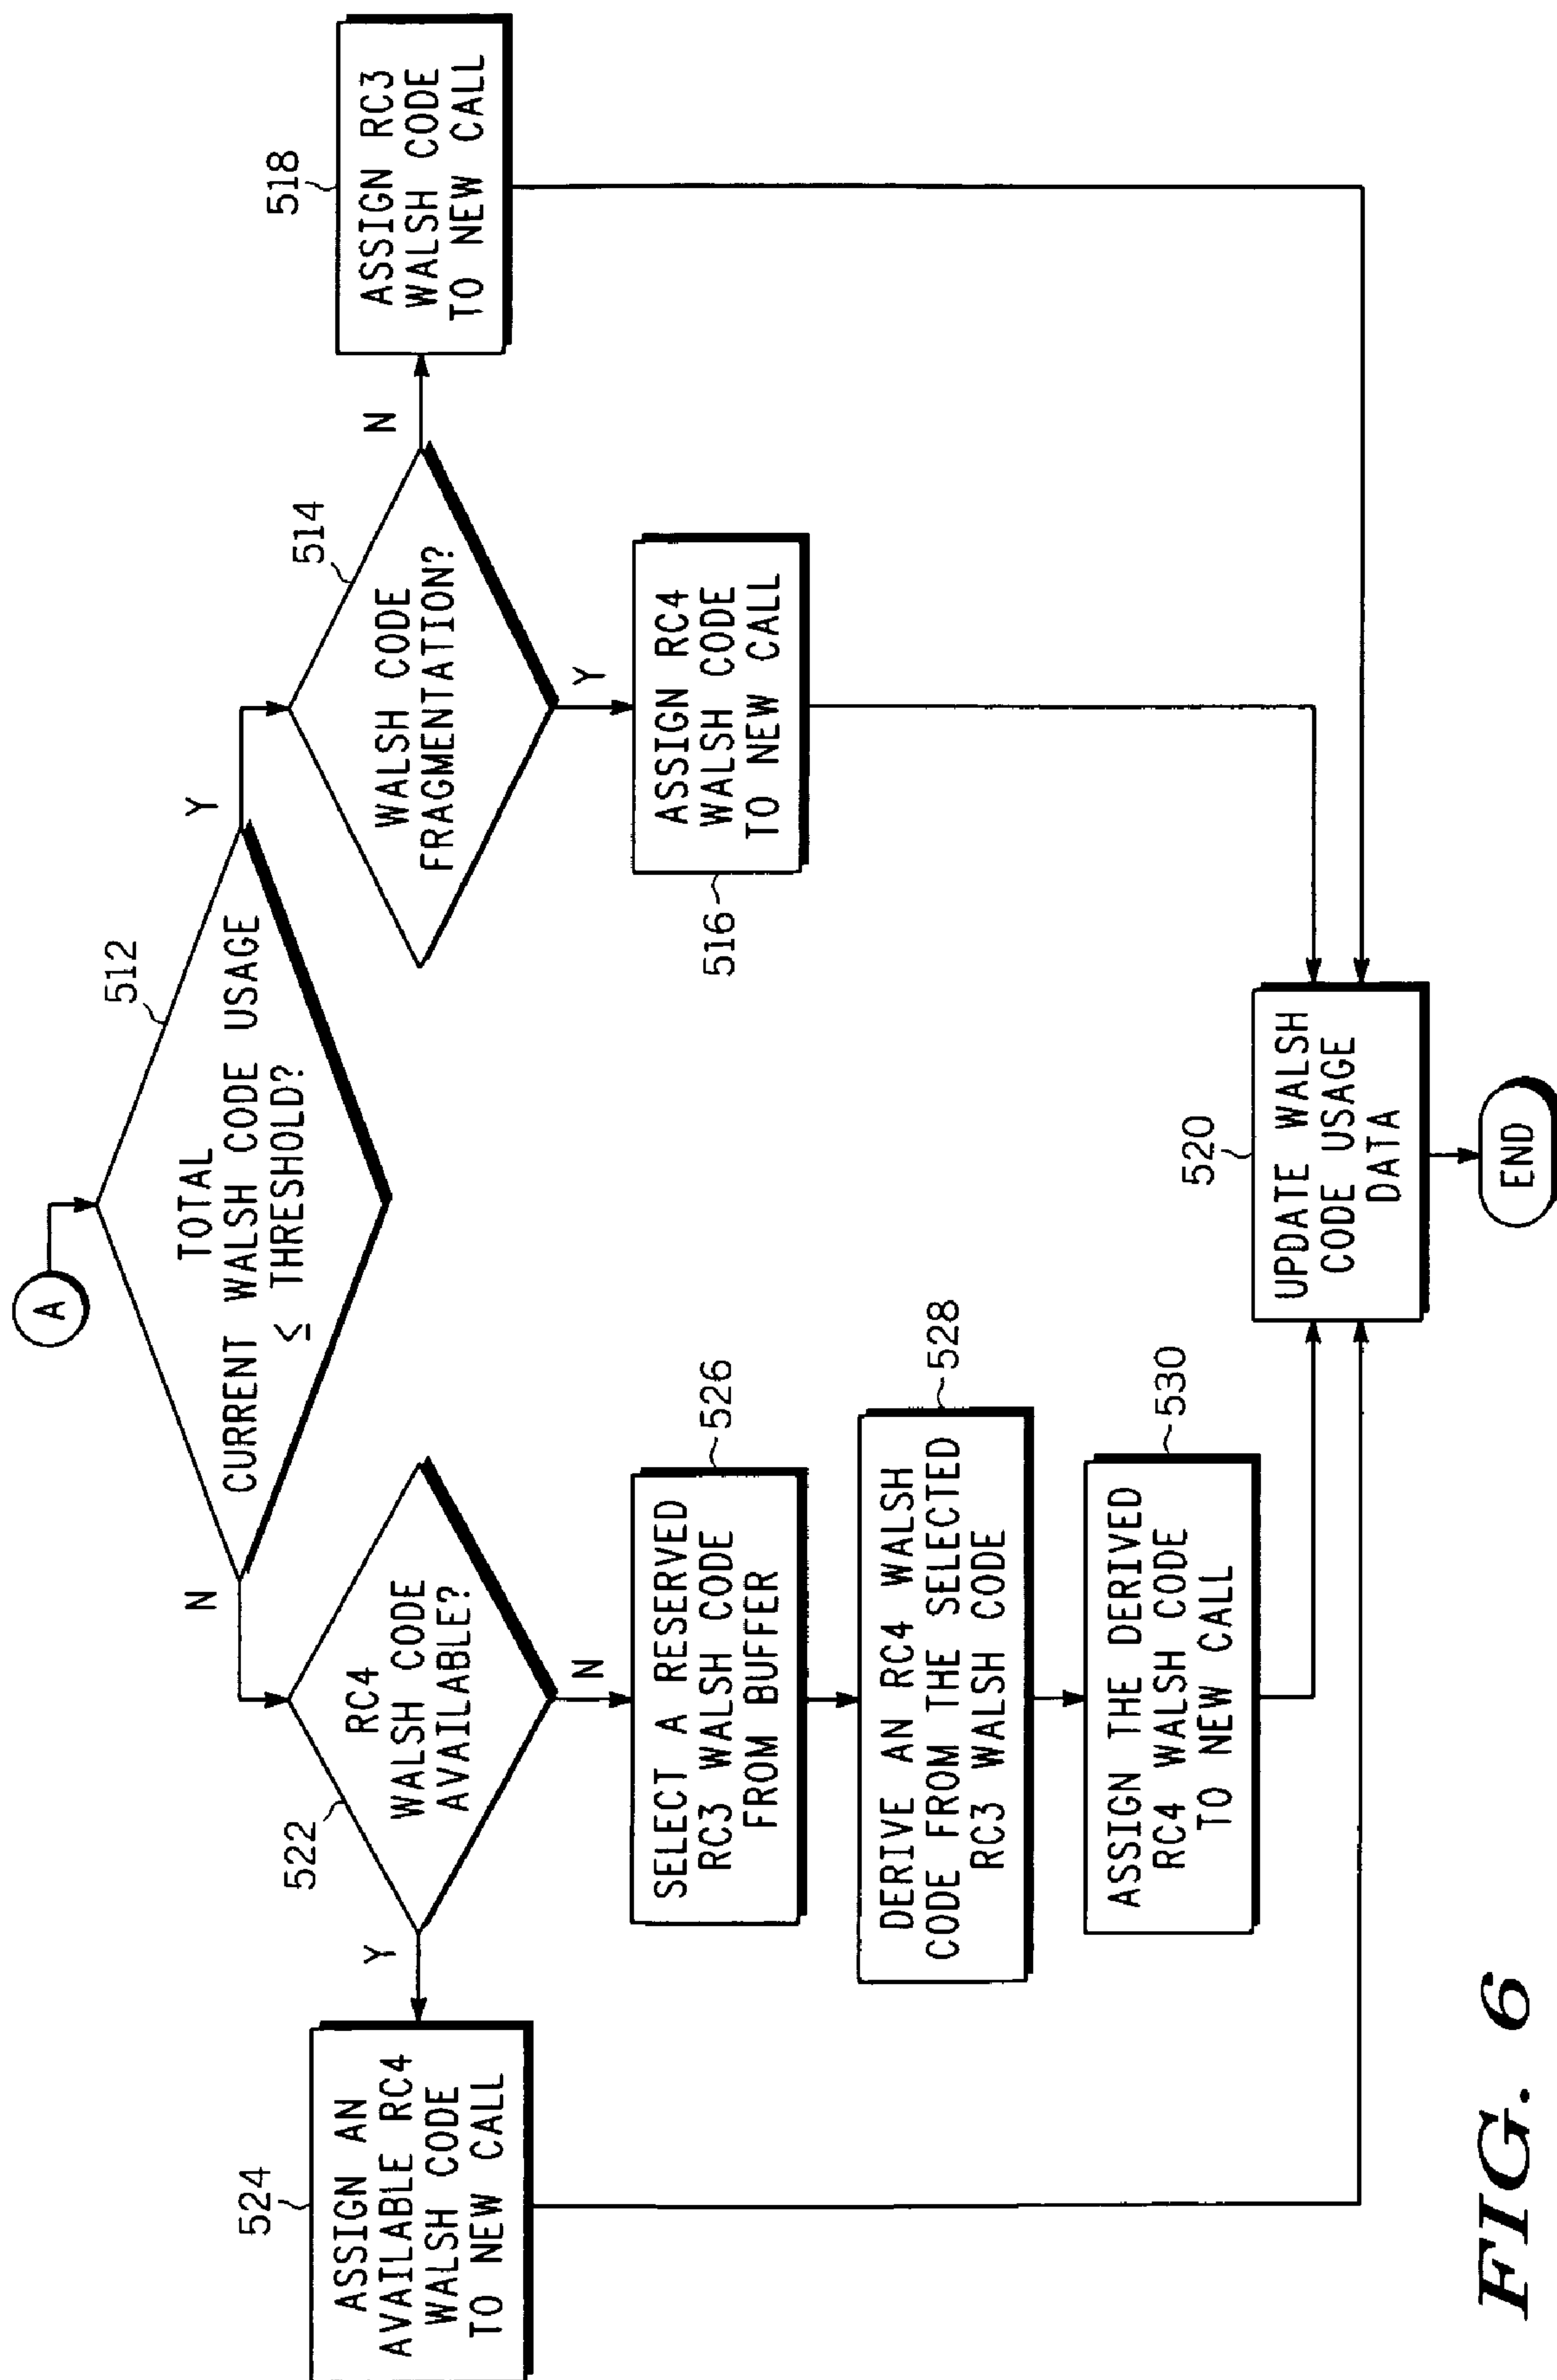 A
512
TOTAL
CURRENT WALSH CODE USAGE
≤ THRESHOLD?
N
Y
522
RC4
WALSH CODE
AVAILABLE?
Y
N
514
WALSH CODE
FRAGMENTATION?
N
Y
524
ASSIGN AN
AVAILABLE RC4
WALSH CODE
TO NEW CALL
526
SELECT A RESERVED
RC3 WALSH CODE
FROM BUFFER
516
ASSIGN RC4
WALSH CODE
TO NEW CALL
518
ASSIGN RC3
WALSH CODE
TO NEW CALL
528
DERIVE AN RC4 WALSH
CODE FROM THE SELECTED
RC3 WALSH CODE
530
ASSIGN THE DERIVED
RC4 WALSH CODE
TO NEW CALL
520
UPDATE WALSH
CODE USAGE
DATA
END
FIG. 6